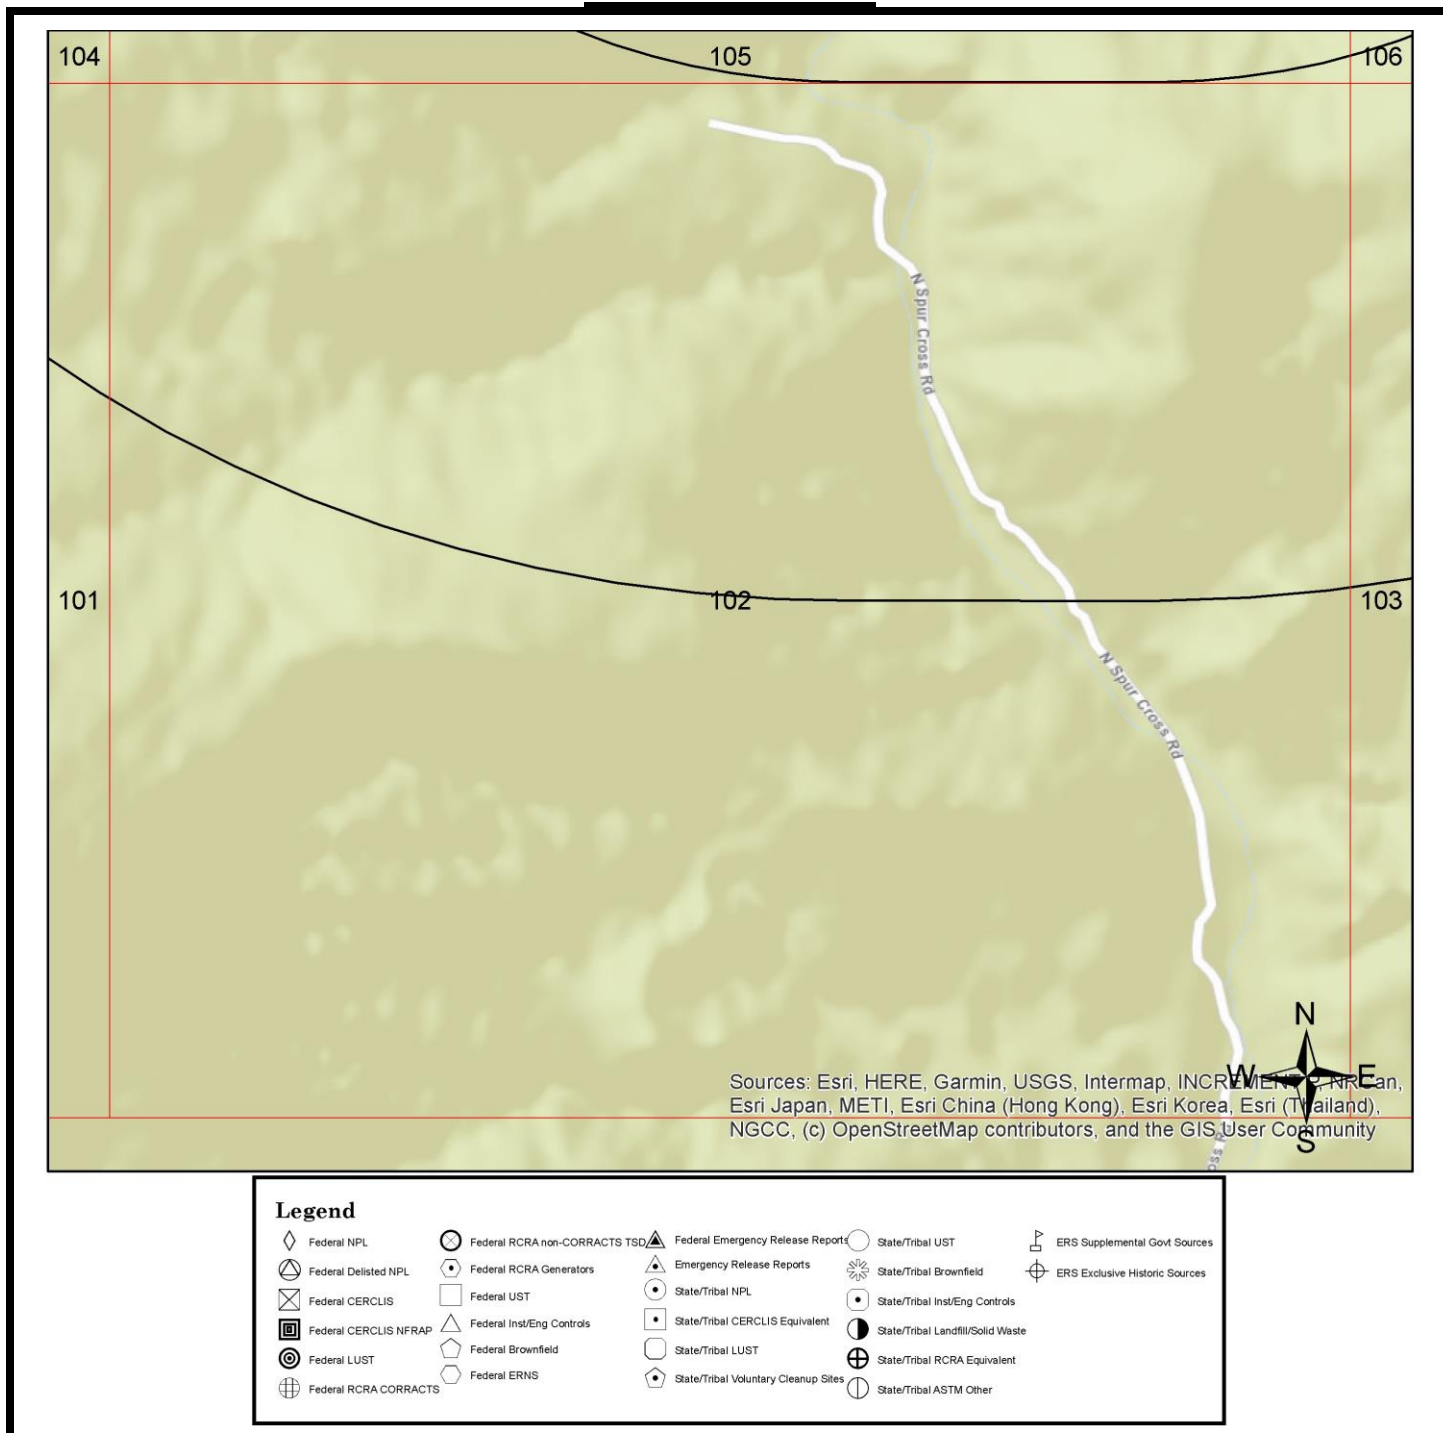 104 105 106
N Spur Cross Rd
101 102 103
N Spur Cross Rd
N
W E
S
Sources: Esri, HERE, Garmin, USGS, Intermap, INCREMENT P, NRCan,
Esri Japan, METI, Esri China (Hong Kong), Esri Korea, Esri (Thailand),
NGCC, (c) OpenStreetMap contributors, and the GIS User Community
Legend
Federal NPL
Federal Delisted NPL
Federal CERCLIS
Federal CERCLIS NFRAP
Federal LUST
Federal RCRA CORRACTS
Federal RCRA non-CORRACTS TSD
Federal RCRA Generators
Federal UST
Federal Inst/Eng Controls
Federal Brownfield
Federal ERNS
Federal Emergency Release Reports
Emergency Release Reports
State/Tribal NPL
State/Tribal CERCLIS Equivalent
State/Tribal LUST
State/Tribal Voluntary Cleanup Sites
State/Tribal UST
State/Tribal Brownfield
State/Tribal Inst/Eng Controls
State/Tribal Landfill/Solid Waste
State/Tribal RCRA Equivalent
State/Tribal ASTM Other
ERS Supplemental Govt Sources
ERS Exclusive Historic Sources